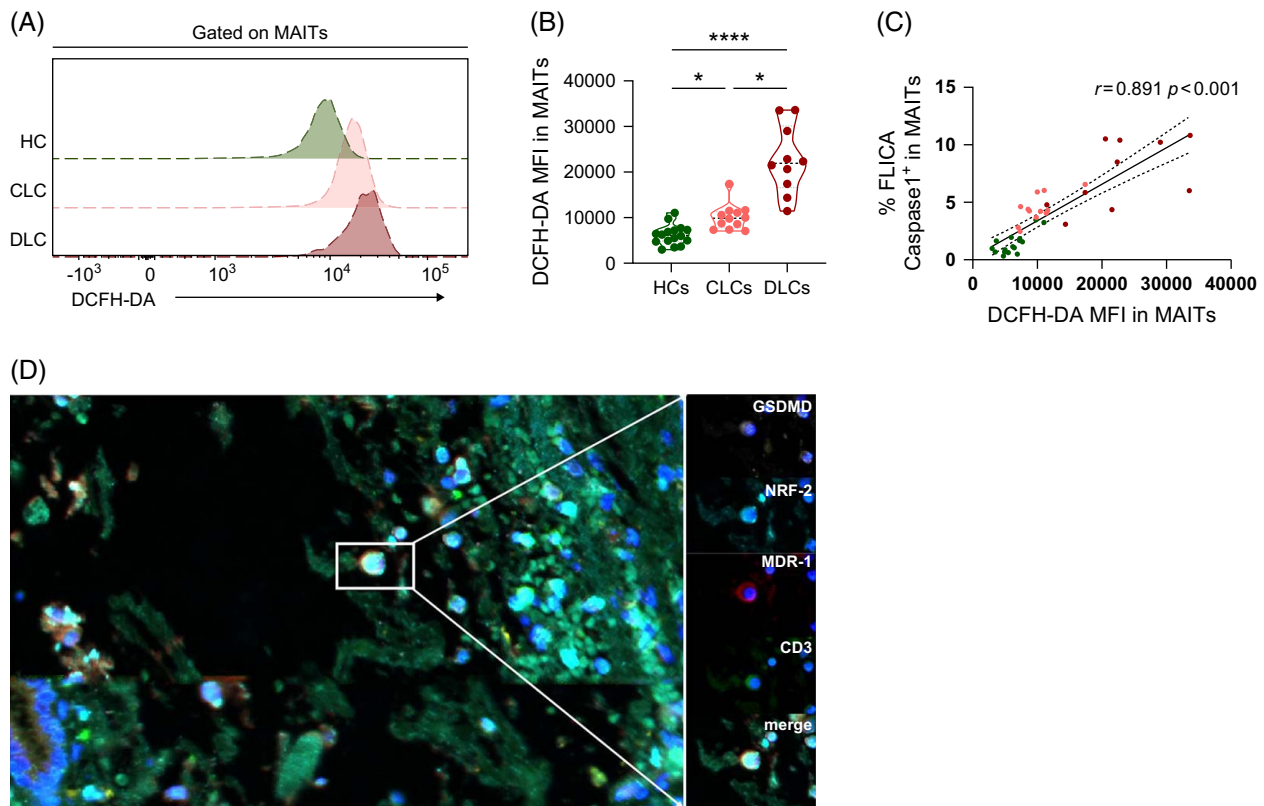 (A)
Gated on MAITs
HC
CLC
DLC
-10³ 0 10³ 10⁴ 10⁵
DCFH-DA
(B)
DCFH-DA MFI in MAITs
40000
30000
20000
10000
0
****
* *
HCs CLCs DLCs
(C)
% FLICA
Caspase1⁺ in MAITs
15
10
5
0
r=0.891 p<0.001
0 10000 20000 30000 40000
DCFH-DA MFI in MAITs
(D)
GSDMD
NRF-2
MDR-1
CD3
merge